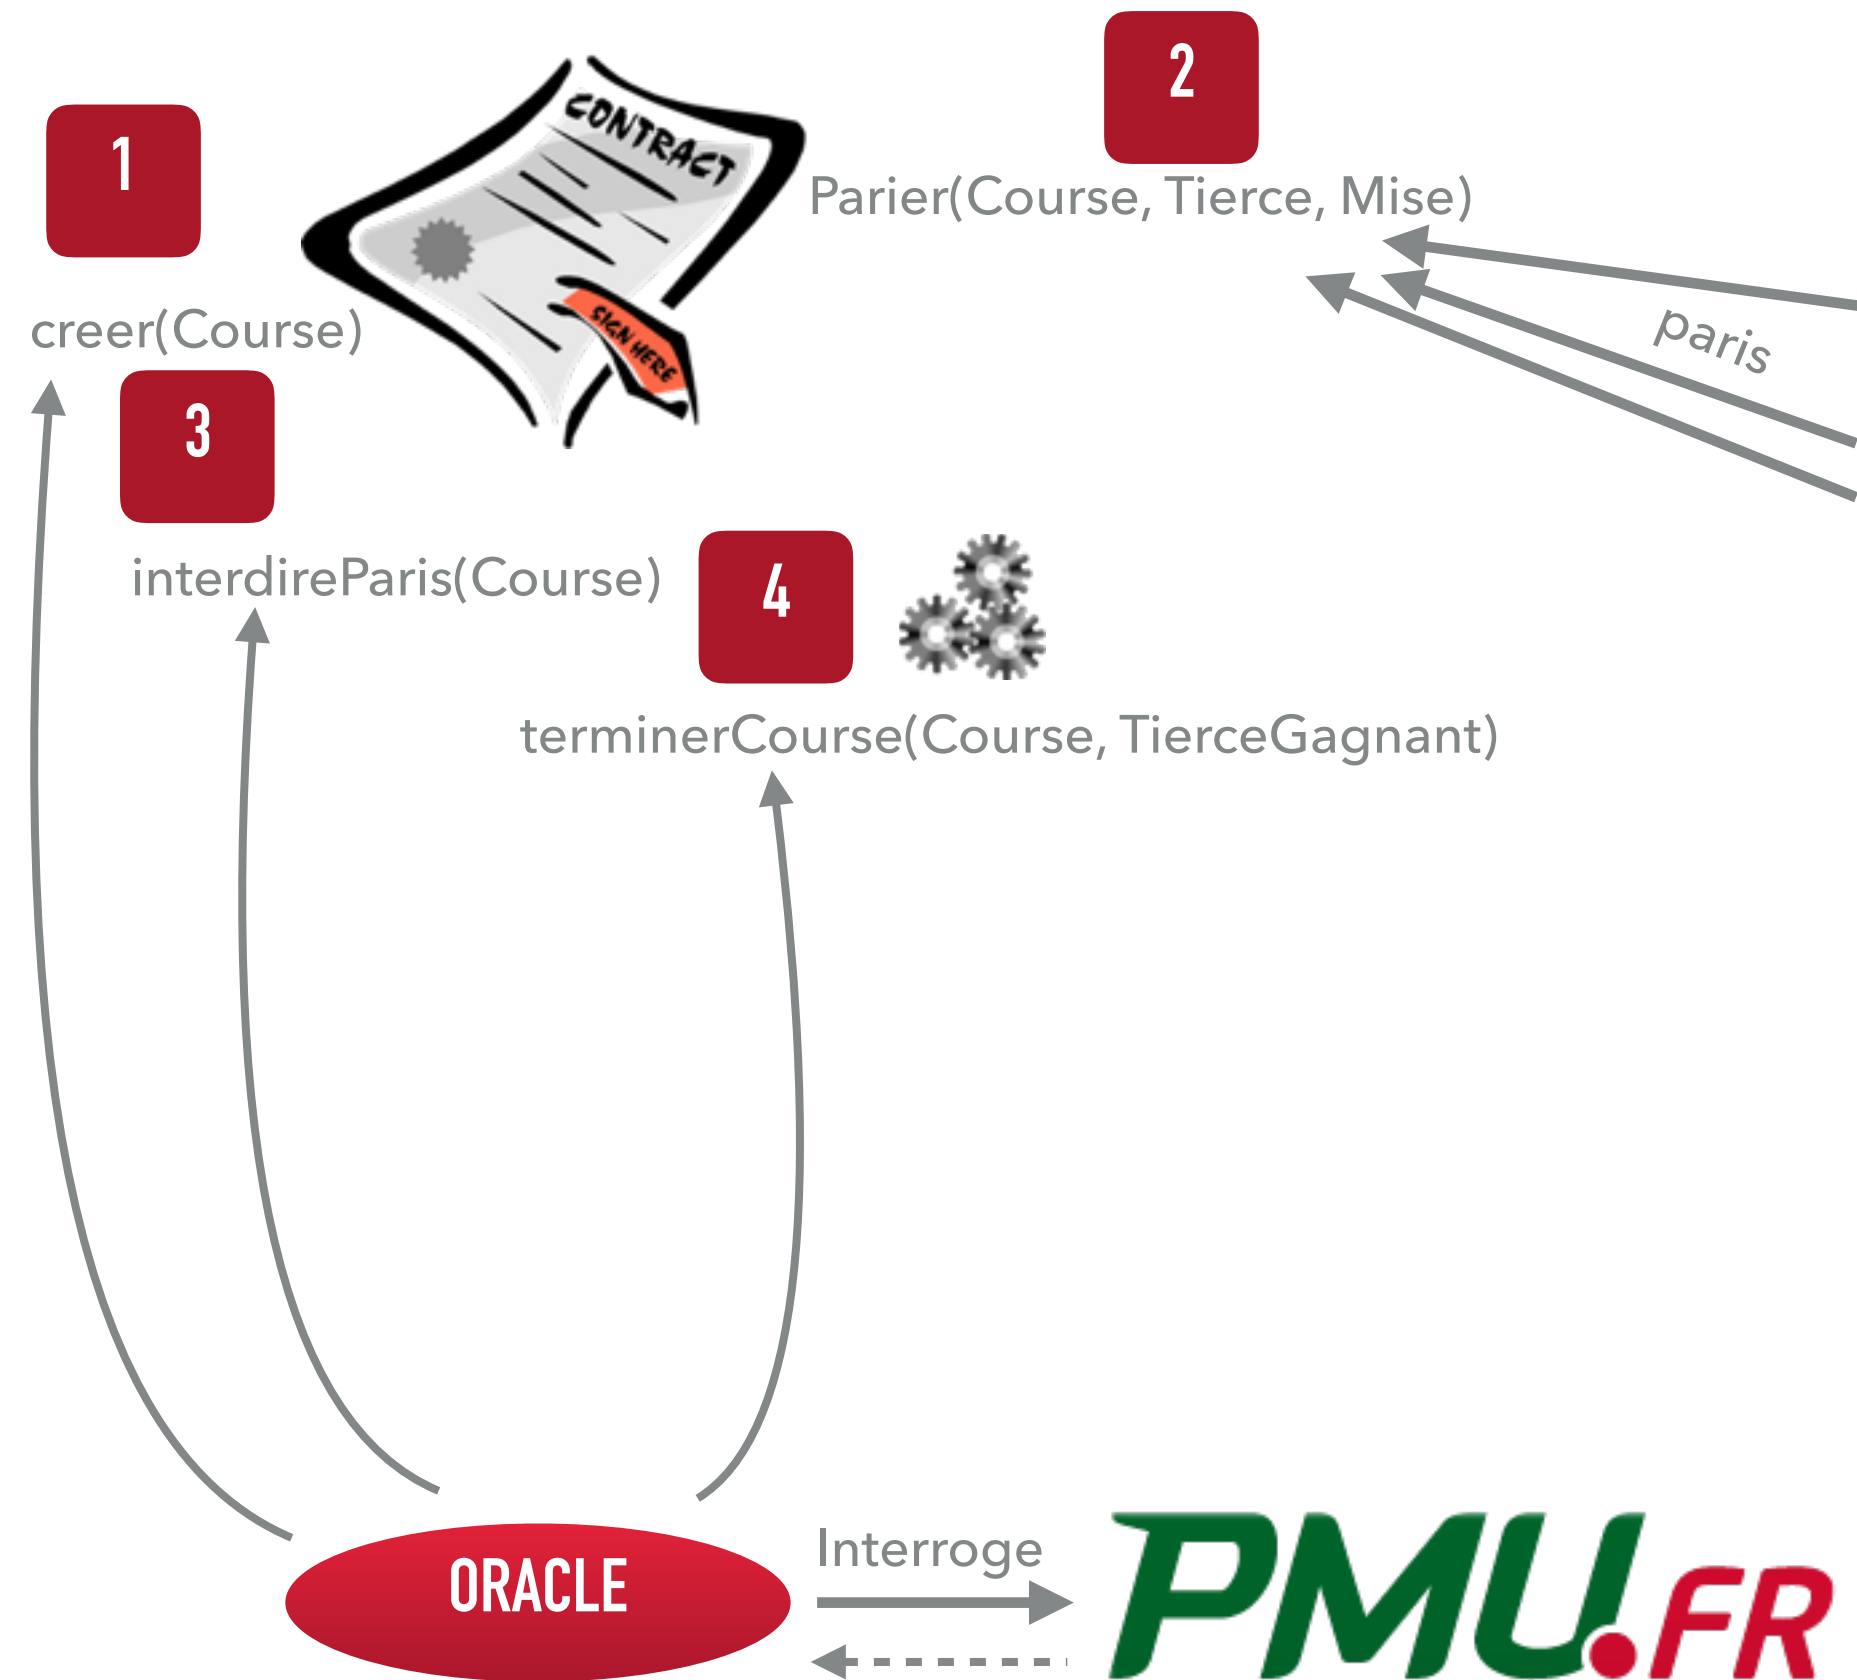 2
1
CONTRACT
Parier(Course, Tierce, Mise)
SIGN HERE
creer(Course)
paris
3
interdireParis(Course)
4
terminerCourse(Course, TierceGagnant)
Interroge
ORACLE
PMU.FR